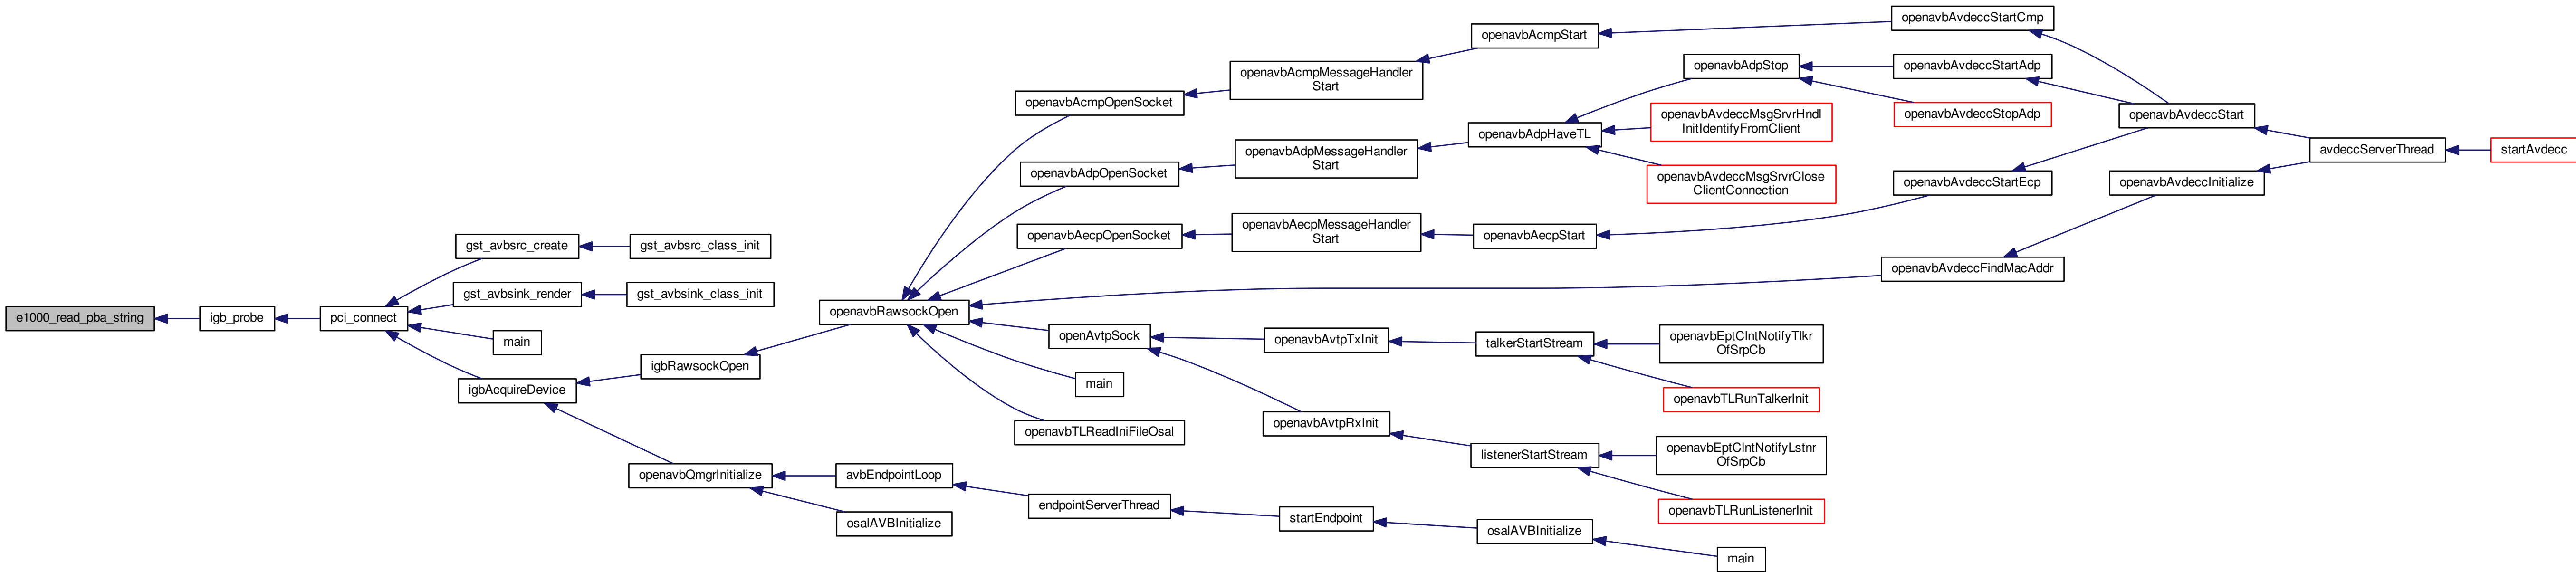 openavbAvdeccStartCmp
openavbAcmpStart
openavbAdpStop
openavbAvdeccStartAdp
openavbAcmpMessageHandler
Start
openavbAcmpOpenSocket
openavbAvdeccMsgSrvrHndl
InitIdentifyFromClient
openavbAvdeccStopAdp
openavbAvdeccStart
openavbAdpHaveTL
openavbAdpMessageHandler
Start
avdeccServerThread
startAvdecc
openavbAdpOpenSocket
openavbAvdeccMsgSrvrClose
ClientConnection
openavbAvdeccStartEcp
openavbAvdeccInitialize
openavbAecpOpenSocket
openavbAecpMessageHandler
Start
openavbAecpStart
gst_avbsrc_create
gst_avbsrc_class_init
openavbAvdeccFindMacAddr
gst_avbsink_render
gst_avbsink_class_init
e1000_read_pba_string
igb_probe
pci_connect
openavbRawsockOpen
main
openAvtpSock
openavbAvtpTxInit
talkerStartStream
openavbEptClntNotifyTlkr
OfSrpCb
igbRawsockOpen
igbAcquireDevice
main
openavbTLRunTalkerInit
openavbTLReadIniFileOsal
openavbAvtpRxInit
listenerStartStream
openavbEptClntNotifyLstnr
OfSrpCb
openavbQmgrInitialize
avbEndpointLoop
endpointServerThread
openavbTLRunListenerInit
osalAVBInitialize
startEndpoint
osalAVBInitialize
main